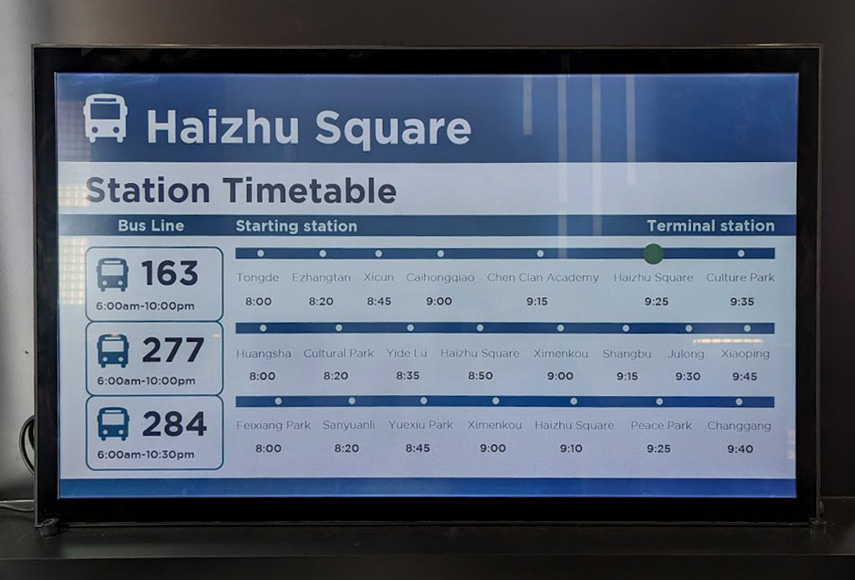 Haizhu Square
Station Timetable
Bus Line Starting station Terminal station
163
6:00am-10:00pm
Tongde Ezhangtan Xicun Caihongqiao Chen Clan Academy Haizhu Square Culture Park
8:00 8:20 8:45 9:00 9:15 9:25 9:35
277
6:00am-10:00pm
Huangsha Cultural Park Yide Lu Haizhu Square Ximenkou Shangbu Julong Xiaoping
8:00 8:20 8:35 8:50 9:00 9:15 9:30 9:45
284
6:00am-10:30pm
Feixiang Park Sanyuanli Yuexiu Park Ximenkou Haizhu Square Peace Park Changgang
8:00 8:20 8:45 9:00 9:10 9:25 9:40